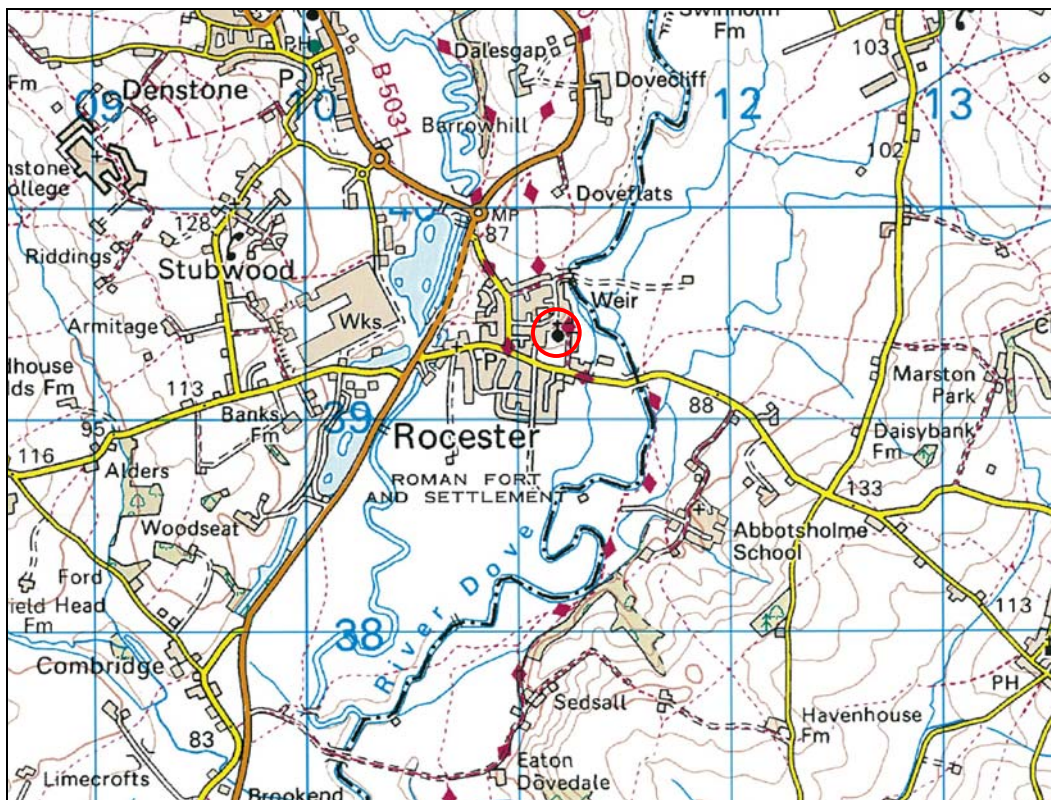 Swinholm
Fm
PH
Dalesgap
103
Fm
P
B 5031
Dovecliff
09
Denstone
10
12
13
Barrowhill
102
nstone
ollege
Doveflats
40
MP
128
87
Riddings
Stubwood
Weir
Armitage
Wks
C
dhouse
lds Fm
113
P
Marston
Park
Banks
Fm
39
88
95
Rocester
Daisybank
Fm
116
Alders
ROMAN FORT
AND SETTLEMENT
133
Woodseat
Abbotsholme
School
Ford
ield Head
Fm
River Dove
113
38
Combridge
PH
Sedsall
83
Havenhouse
Fm
Limecrofts
Eaton
Dovedale
Brookend